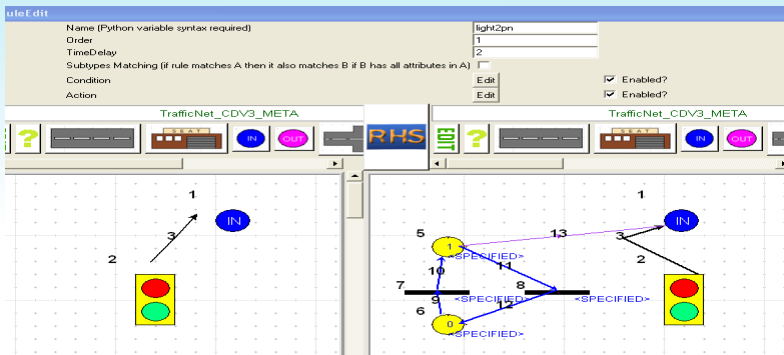 uleEdit
Name (Python variable syntax required) light2pn
Order 1
TimeDelay 2
Subtypes Matching (if rule matches A then it also matches B if B has all attributes in A)
Condition Edit Enabled?
Action Edit Enabled?
TrafficNet_CDV3_META RHS TrafficNet_CDV3_META
? SEAT IN OUT EDIT ? SEAT IN OUT
1
IN
3
2
1
IN
5
13
3
1
<SPECIFIED>
2
11
10
7
8
9
<SPECIFIED>
<SPECIFIED>
12
6
0
<SPECIFIED>